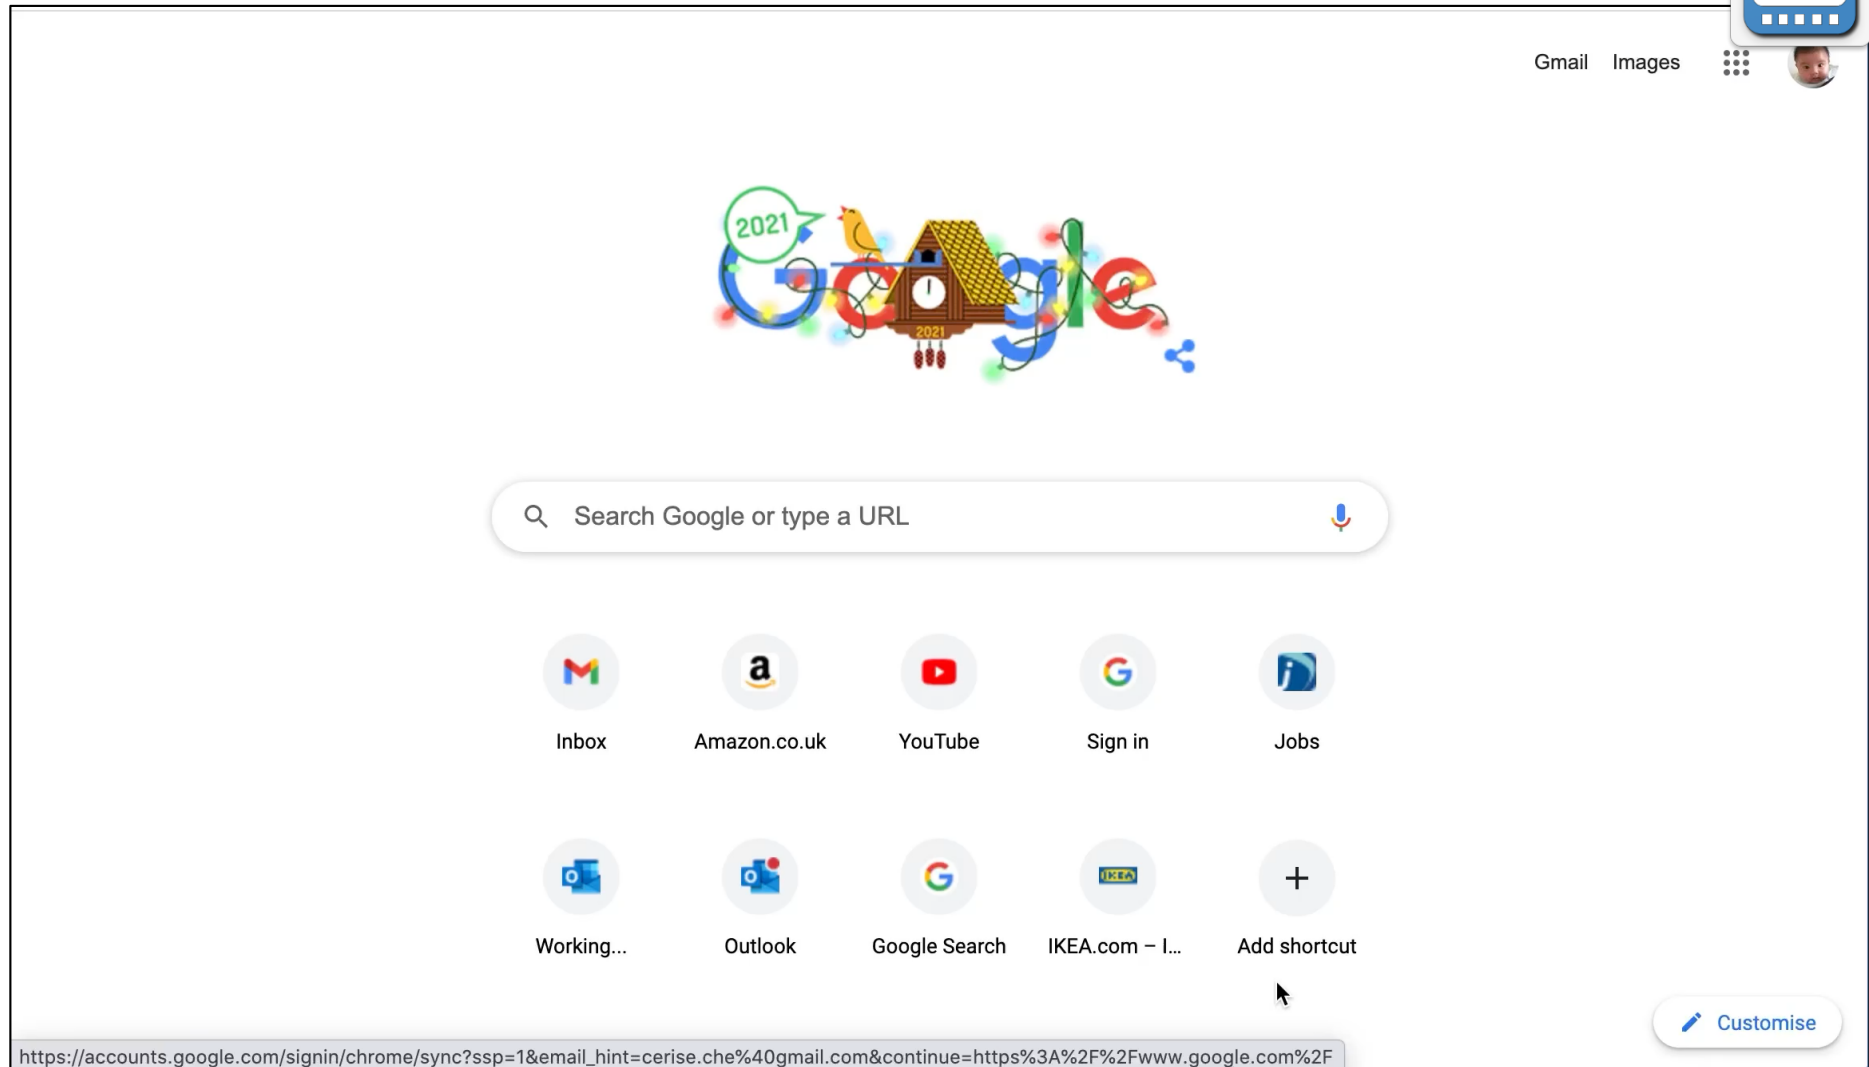 Gmail Images
2021
2021
Search Google or type a URL
Inbox
Amazon.co.uk
YouTube
Sign in
Jobs
Working...
Outlook
Google Search
IKEA.com – I...
Add shortcut
Customise
https://accounts.google.com/signin/chrome/sync?ssp=1&email_hint=cerise.che%40gmail.com&continue=https%3A%2F%2Fwww.google.com%2F